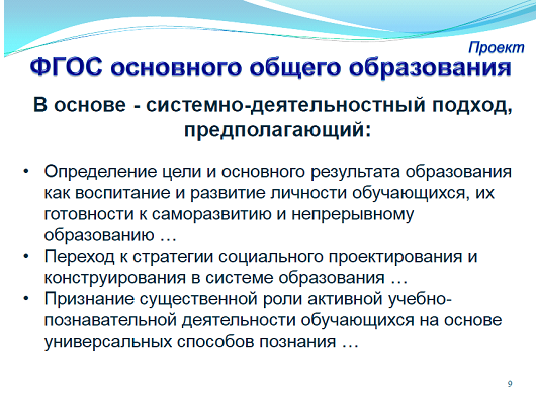 Проект
ФГОС основного общего образования
В основе - системно-деятельностный подход,
предполагающий:
• Определение цели и основного результата образования
как воспитание и развитие личности обучающихся, их
готовности к саморазвитию и непрерывному
образованию …
• Переход к стратегии социального проектирования и
конструирования в системе образования …
• Признание существенной роли активной учебно-
познавательной деятельности обучающихся на основе
универсальных способов познания …
9